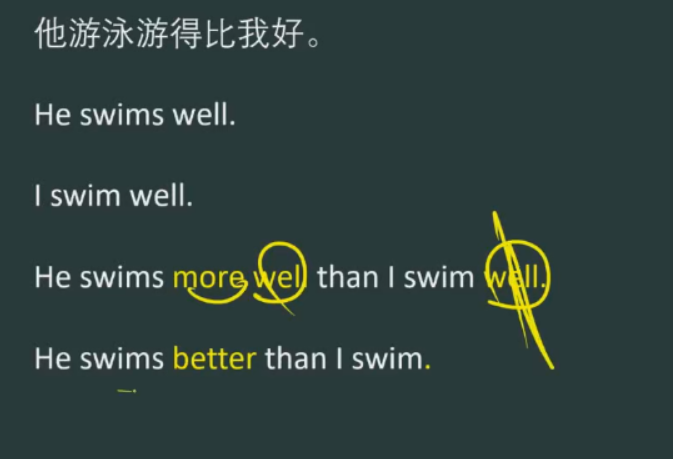 他游泳游得比我好。
He swims well.
I swim well.
He swims more well than I swim well.
He swims better than I swim.